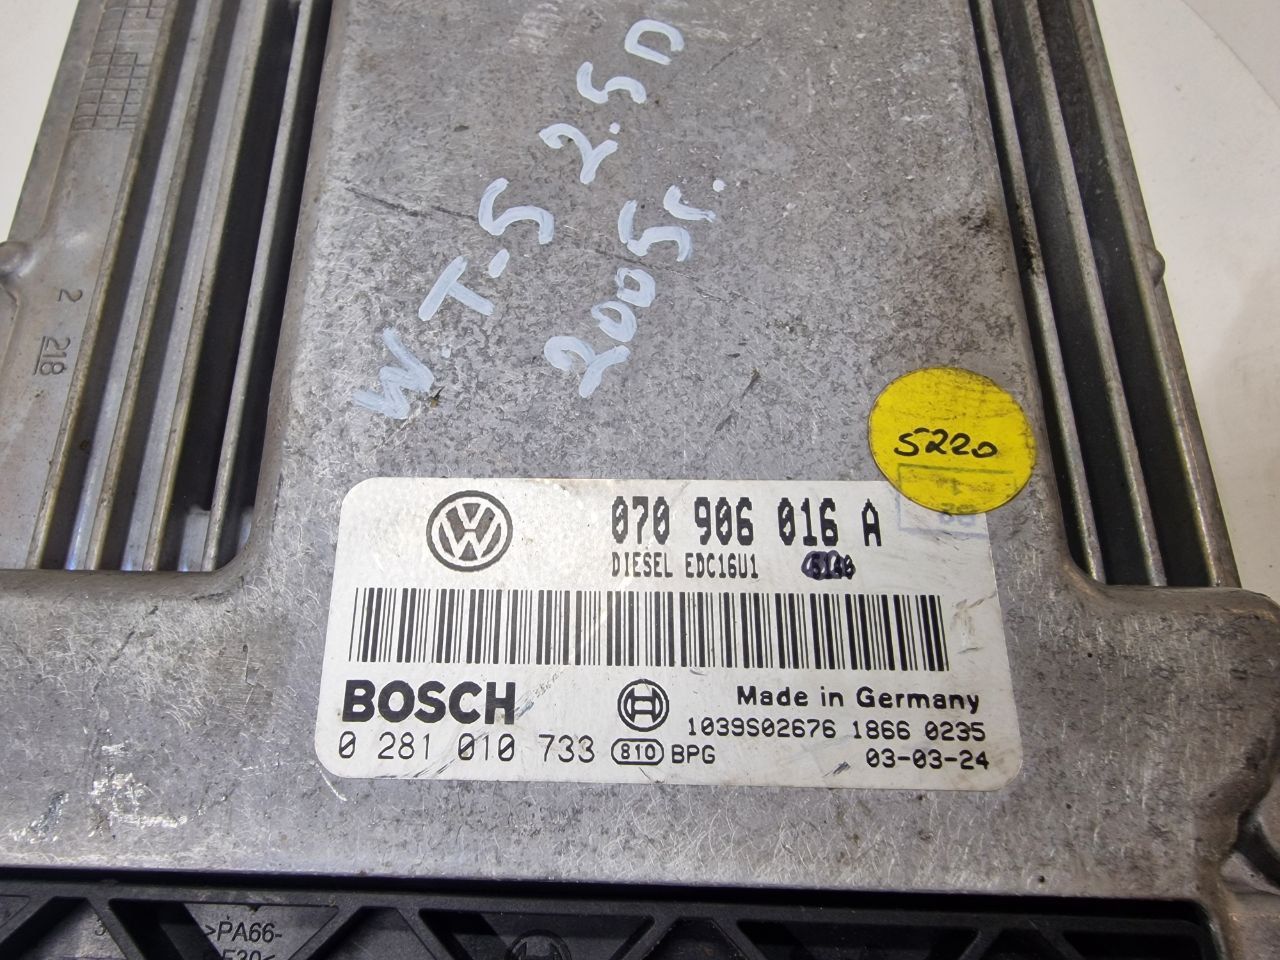 W. T-5 2.5D
2005г.
2
218
5220
070 906 016 A
DIESEL EDC16U1
BOSCH
Made in Germany
1039S02676 1866 0235
0 281 010 733 810 BPG
03-03-24
>PA66-